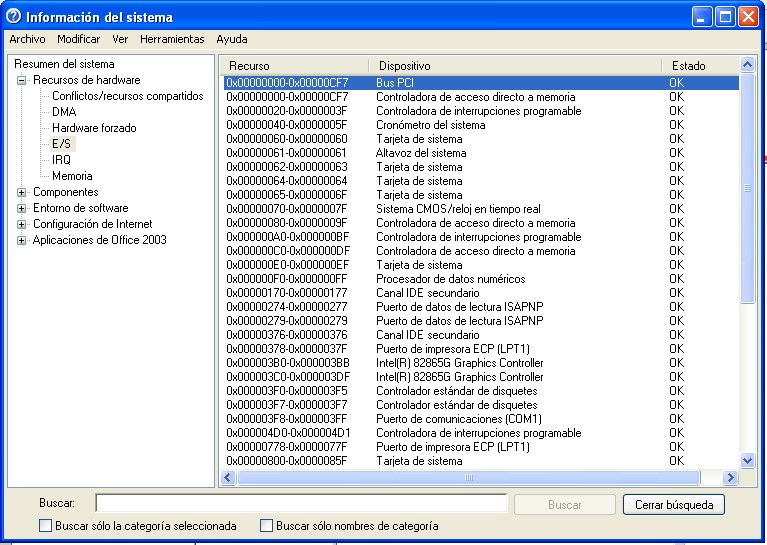 Información del sistema
Archivo Modificar Ver Herramientas Ayuda
Resumen del sistema
Recursos de hardware
Conflictos/recursos compartidos
DMA
Hardware forzado
E/S
IRQ
Memoria
Componentes
Entorno de software
Configuración de Internet
Aplicaciones de Office 2003
Recurso Dispositivo Estado
0x00000000-0x00000CF7 Bus PCI OK
0x00000000-0x00000CF7 Controladora de acceso directo a memoria OK
0x00000020-0x0000003F Controladora de interrupciones programable OK
0x00000040-0x0000005F Cronómetro del sistema OK
0x00000060-0x00000060 Tarjeta de sistema OK
0x00000061-0x00000061 Altavoz del sistema OK
0x00000062-0x00000063 Tarjeta de sistema OK
0x00000064-0x00000064 Tarjeta de sistema OK
0x00000065-0x0000006F Tarjeta de sistema OK
0x00000070-0x0000007F Sistema CMOS/reloj en tiempo real OK
0x00000080-0x0000009F Controladora de acceso directo a memoria OK
0x000000A0-0x000000BF Controladora de interrupciones programable OK
0x000000C0-0x000000DF Controladora de acceso directo a memoria OK
0x000000E0-0x000000EF Tarjeta de sistema OK
0x000000F0-0x000000FF Procesador de datos numéricos OK
0x00000170-0x00000177 Canal IDE secundario OK
0x00000274-0x00000277 Puerto de datos de lectura ISAPNP OK
0x00000279-0x00000279 Puerto de datos de lectura ISAPNP OK
0x00000376-0x00000376 Canal IDE secundario OK
0x00000378-0x0000037F Puerto de impresora ECP (LPT1) OK
0x000003B0-0x000003BB Intel(R) 82865G Graphics Controller OK
0x000003C0-0x000003DF Intel(R) 82865G Graphics Controller OK
0x000003F0-0x000003F5 Controlador estándar de disquetes OK
0x000003F7-0x000003F7 Controlador estándar de disquetes OK
0x000003F8-0x000003FF Puerto de comunicaciones (COM1) OK
0x000004D0-0x000004D1 Controladora de interrupciones programable OK
0x00000778-0x0000077F Puerto de impresora ECP (LPT1) OK
0x00000800-0x0000085F Tarjeta de sistema OK
Buscar: Buscar Cerrar búsqueda
Buscar sólo la categoría seleccionada Buscar sólo nombres de categoría